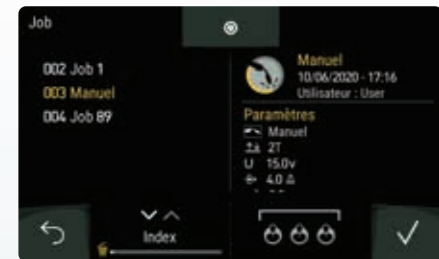 Job
002 Job 1
003 Manuel
004 Job 89
Index
Manuel
10/06/2020 - 17:16
Utilisateur : User
Paramètres
Manuel
2T
U 15.0v
4.0